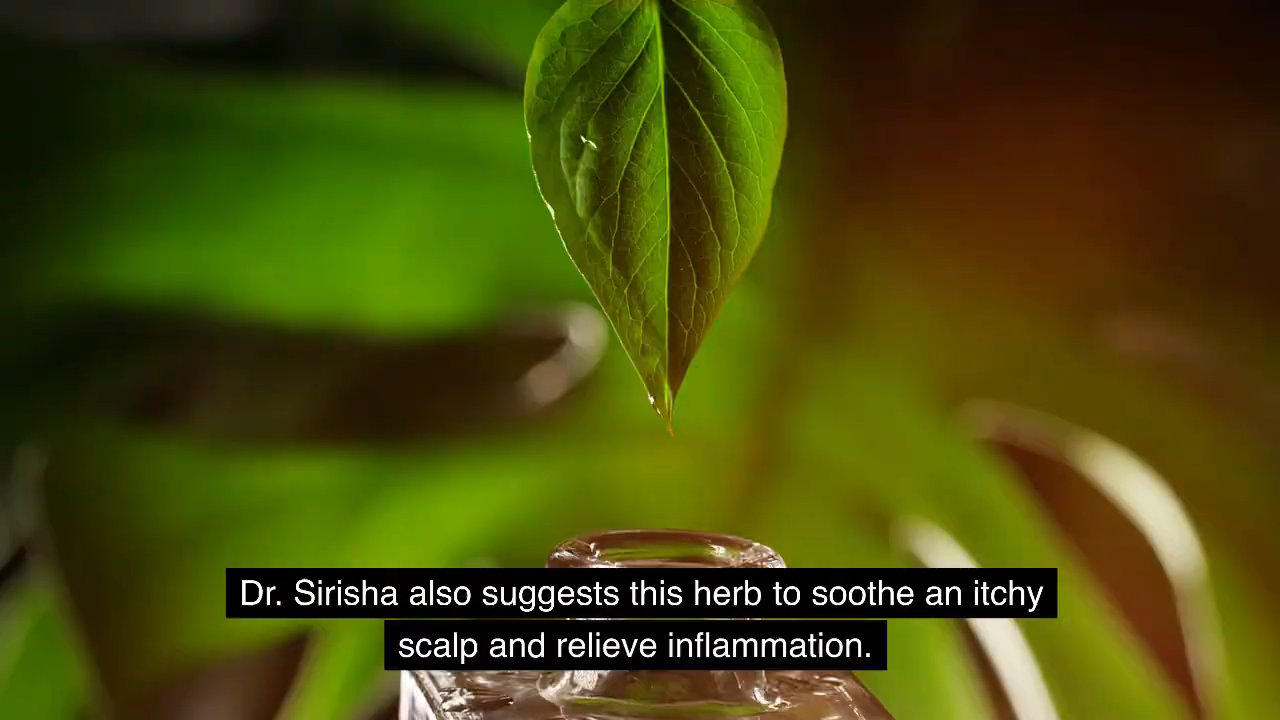 Dr. Sirisha also suggests this herb to soothe an itchy
scalp and relieve inflammation.